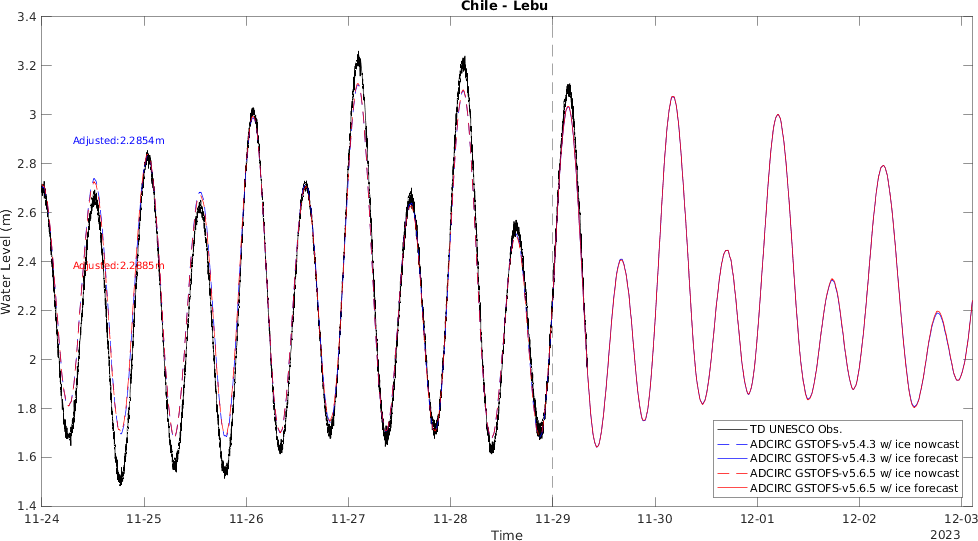 Chile - Lebu
3.4
3.2
3
2.8
2.6
2.4
2.2
2
1.8
1.6
1.4
Water Level (m)
Adjusted:2.2854m
Adjusted:2.2885m
TD UNESCO Obs.
ADCIRC GSTOFS-v5.4.3 w/ ice nowcast
ADCIRC GSTOFS-v5.4.3 w/ ice forecast
ADCIRC GSTOFS-v5.6.5 w/ ice nowcast
ADCIRC GSTOFS-v5.6.5 w/ ice forecast
11-24 11-25 11-26 11-27 11-28 11-29 11-30 12-01 12-02 12-03
2023
Time